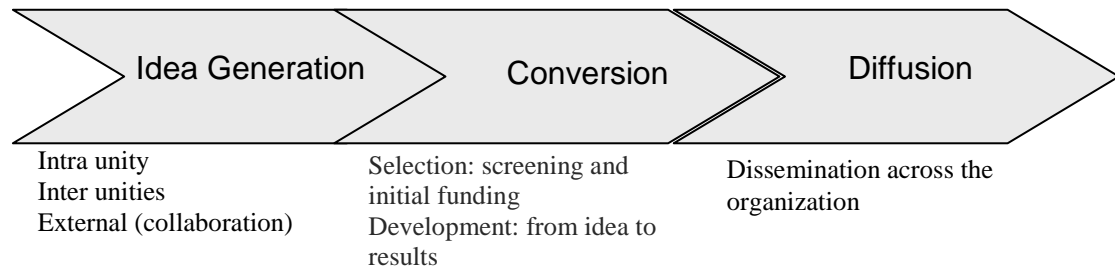 Idea Generation
Conversion
Diffusion
Intra unity
Inter unities
External (collaboration)
Selection: screening and
initial funding
Development: from idea to
results
Dissemination across the
organization